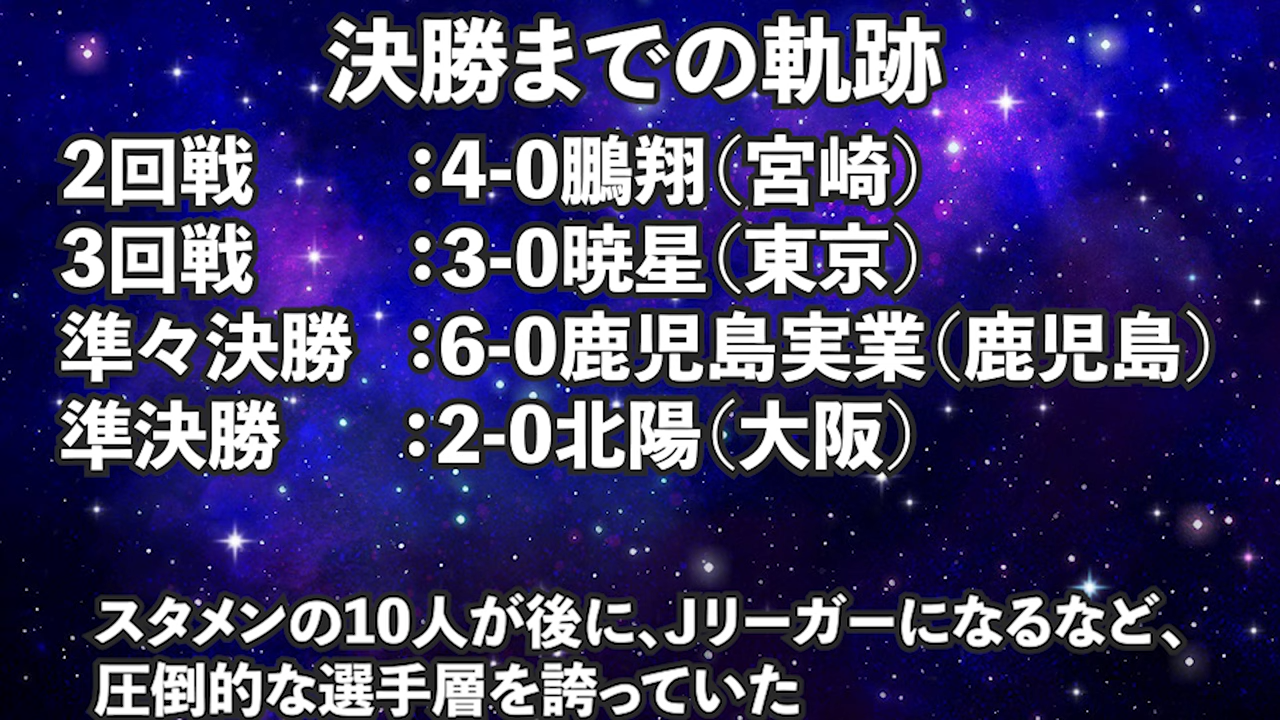 決勝までの軌跡
2回戦　　：4-0鵬翔（宮崎）
3回戦　　：3-0暁星（東京）
準々決勝　：6-0鹿児島実業（鹿児島）
準決勝　　：2-0北陽（大阪）
スタメンの10人が後に、Jリーガーになるなど、
圧倒的な選手層を誇っていた